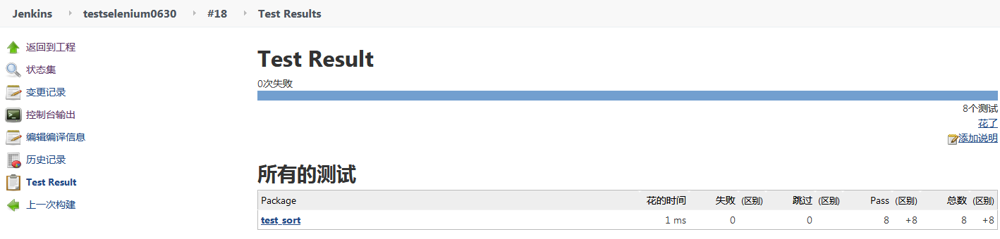 Jenkins testselenium0630 #18 Test Results
返回到工程
状态集
变更记录
控制台输出
编辑编译信息
历史记录
Test Result
上一次构建
Test Result
0次失败
8个测试
花了
添加说明
所有的测试
Package 花的时间 失败 (区别) 跳过 (区别) Pass (区别) 总数 (区别)
test_sort 1 ms 0 0 8 +8 8 +8